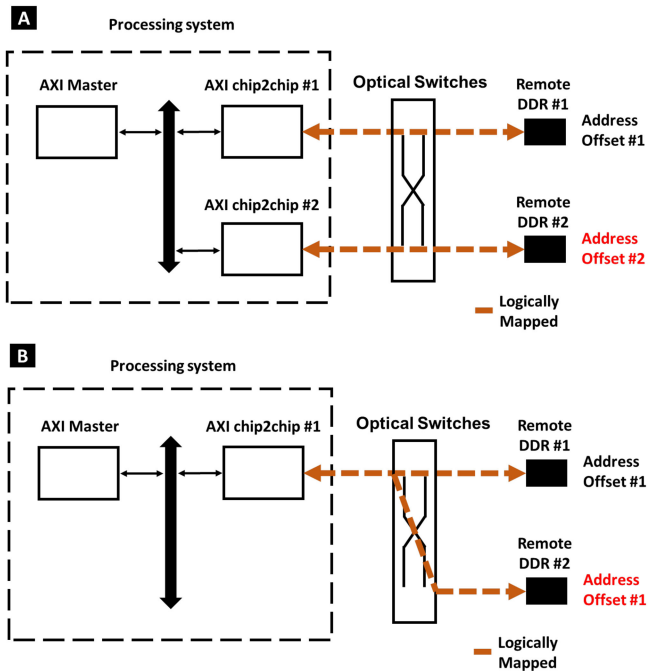 A
Processing system
AXI Master
AXI chip2chip #1
Optical Switches
Remote
DDR #1
Address
Offset #1
AXI chip2chip #2
Remote
DDR #2
Address
Offset #2
Logically
Mapped
B
Processing system
AXI Master
AXI chip2chip #1
Optical Switches
Remote
DDR #1
Address
Offset #1
Remote
DDR #2
Address
Offset #1
Logically
Mapped